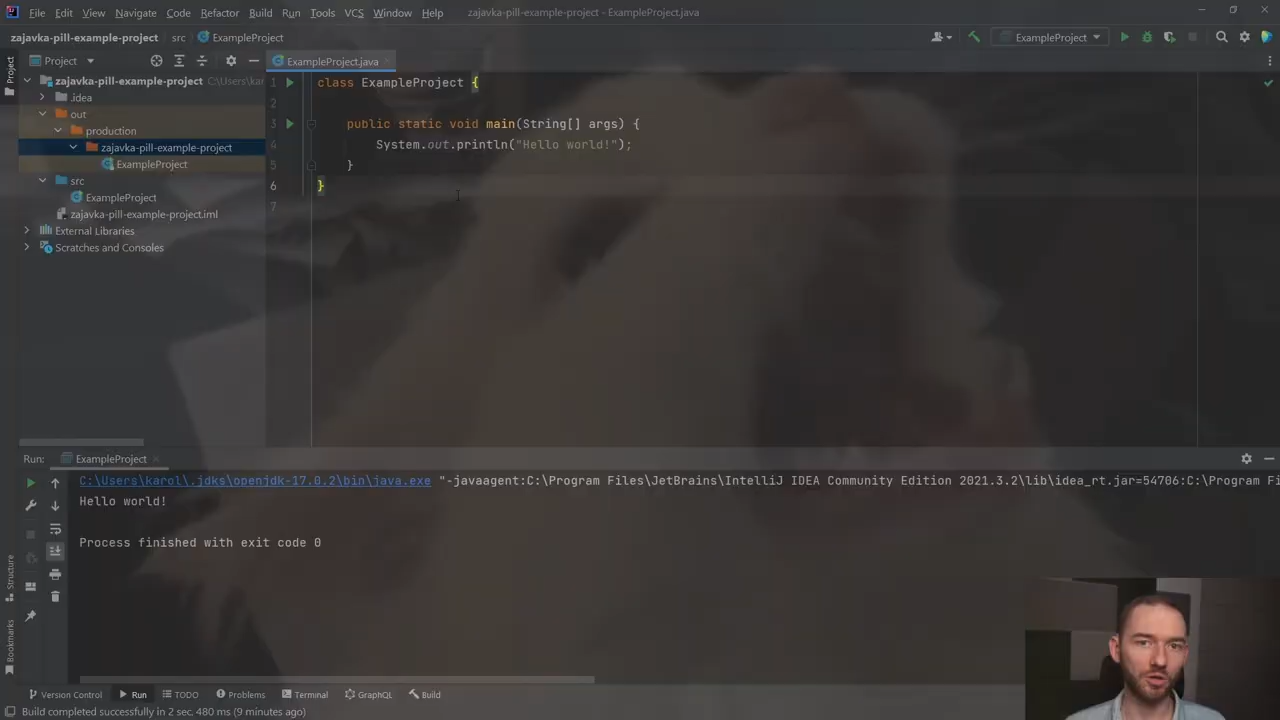 File Edit View Navigate Code Refactor Build Run Tools VCS Window Help zajavka-pill-example-project - ExampleProject.java
zajavka-pill-example-project src ExampleProject ExampleProject
Project
Project ExampleProject.java
zajavka-pill-example-project C:\Users\kar
.idea
out
production
zajavka-pill-example-project
ExampleProject
src
ExampleProject
zajavka-pill-example-project.iml
External Libraries
Scratches and Consoles
1 class ExampleProject {
2
3 public static void main(String[] args) {
4 System.out.println("Hello world!");
5 }
6 }
7
Run: ExampleProject
C:\Users\karol\.jdks\openjdk-17.0.2\bin\java.exe "-javaagent:C:\Program Files\JetBrains\IntelliJ IDEA Community Edition 2021.3.2\lib\idea_rt.jar=54706:C:\Program Fi
Hello world!
Process finished with exit code 0
Structure
Bookmarks
Version Control Run TODO Problems Terminal GraphQL Build
Build completed successfully in 2 sec. 480 ms (9 minutes ago)